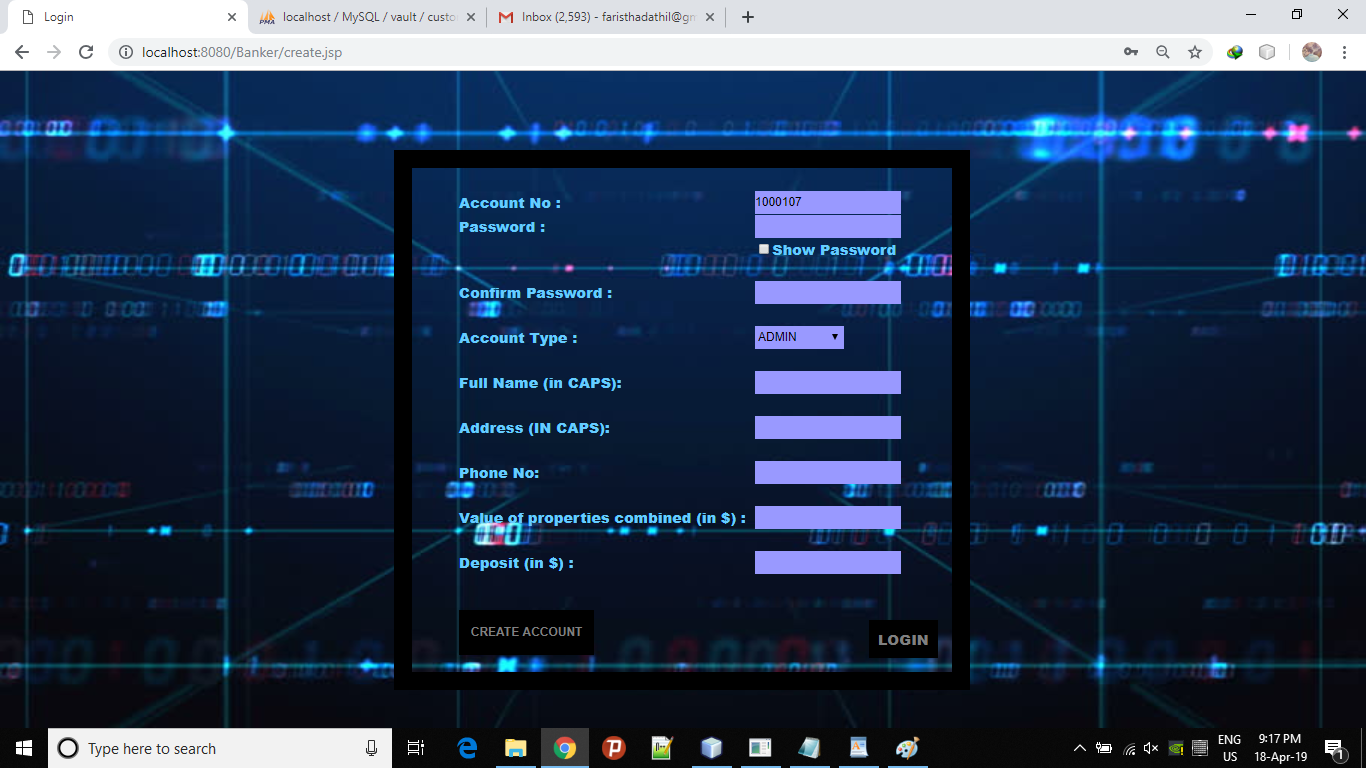 Login
localhost / MySQL / vault / custo
Inbox (2,593) - faristhadathil@gm
localhost:8080/Banker/create.jsp
Account No :
1000107
Password :
Show Password
Confirm Password :
Account Type :
ADMIN
Full Name (in CAPS):
Address (IN CAPS):
Phone No:
Value of properties combined (in $) :
Deposit (in $) :
CREATE ACCOUNT
LOGIN
Type here to search
ENG
US
9:17 PM
18-Apr-19
1